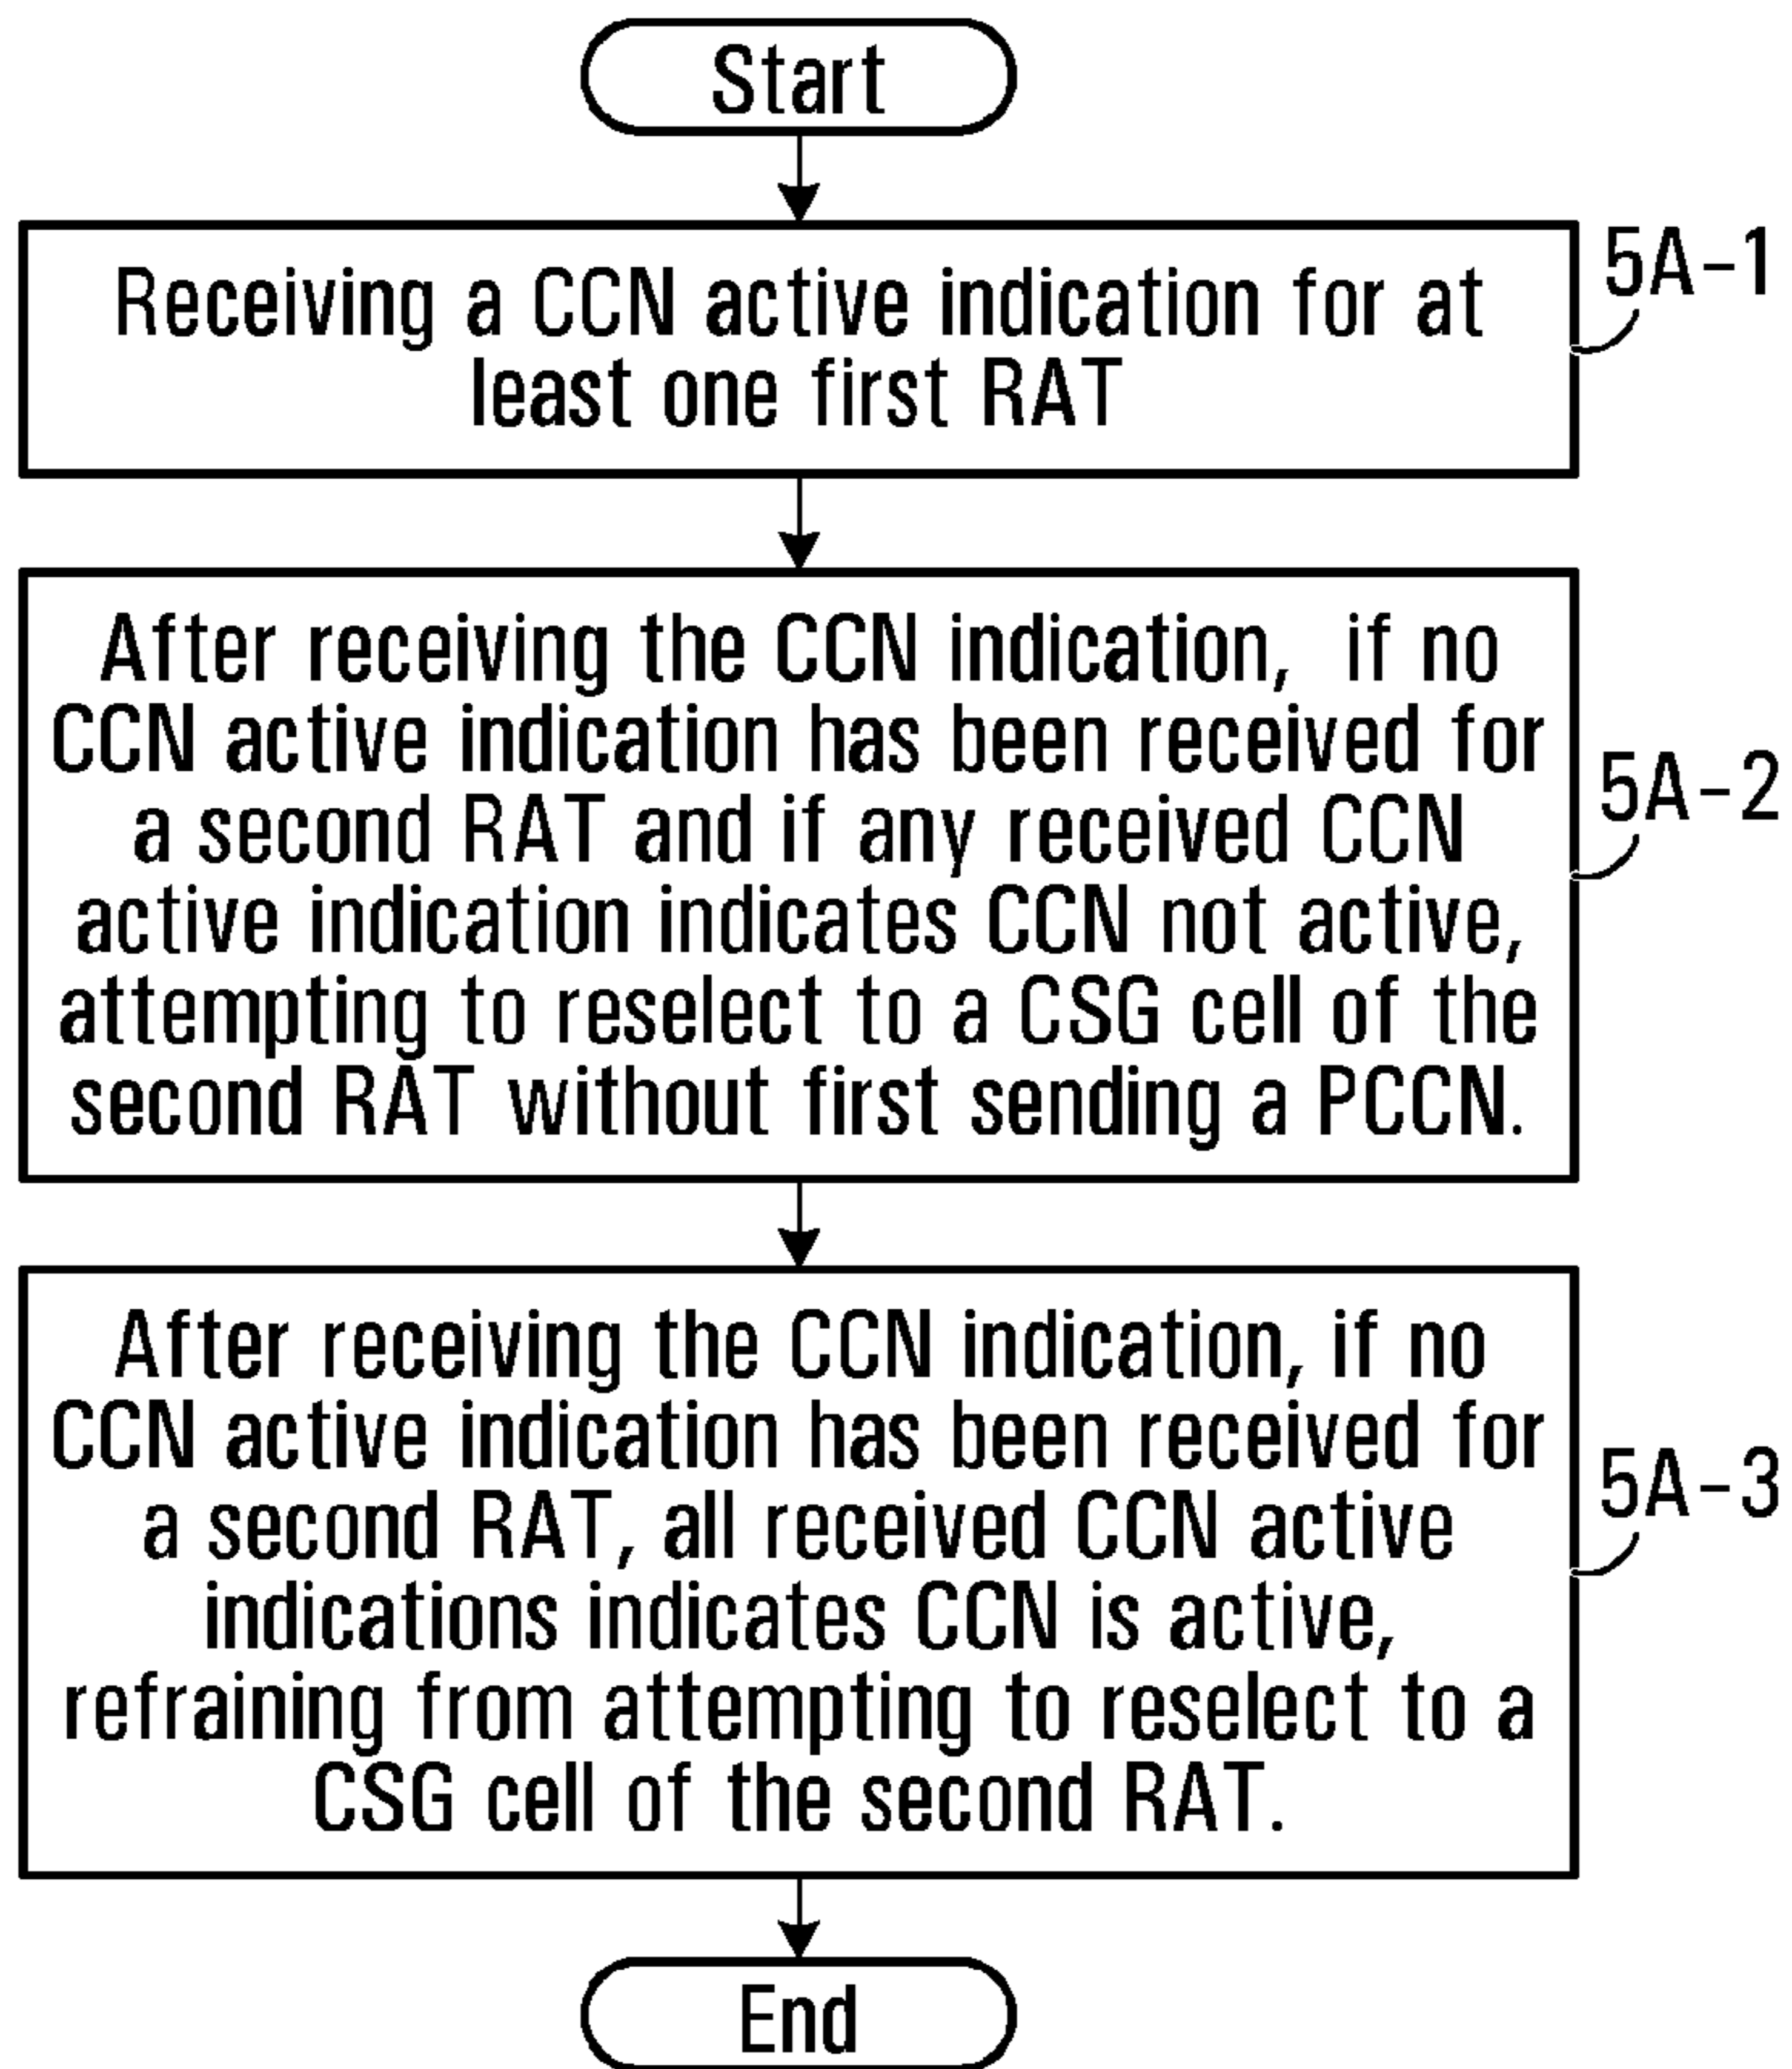 Start
Receiving a CCN active indication for at
least one first RAT
5A-1
After receiving the CCN indication, if no
CCN active indication has been received for
a second RAT and if any received CCN
active indication indicates CCN not active,
attempting to reselect to a CSG cell of the
second RAT without first sending a PCCN.
5A-2
After receiving the CCN indication, if no
CCN active indication has been received for
a second RAT, all received CCN active
indications indicates CCN is active,
refraining from attempting to reselect to a
CSG cell of the second RAT.
5A-3
End